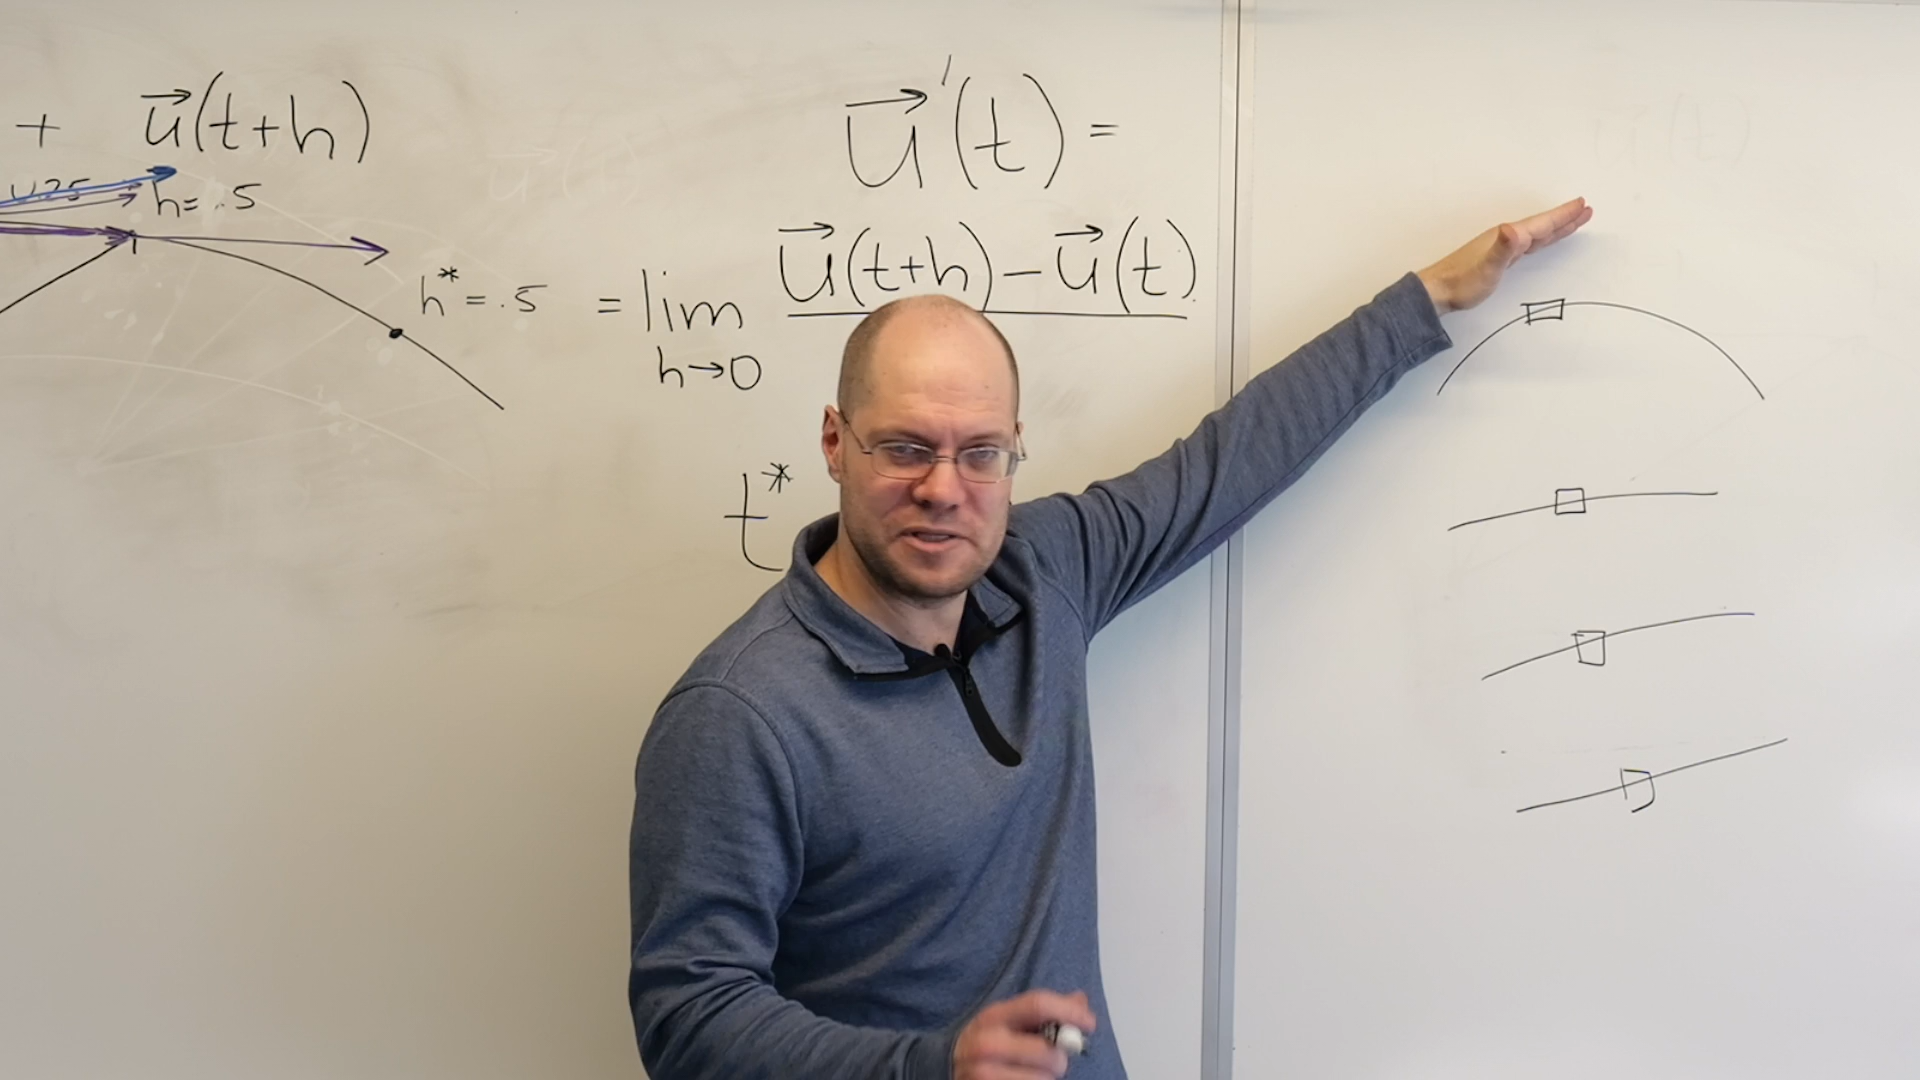 + u⃗(t+h)
h=.5
h* = .5
u⃗'(t) =
= lim u⃗(t+h) – u⃗(t)
h→0
t*